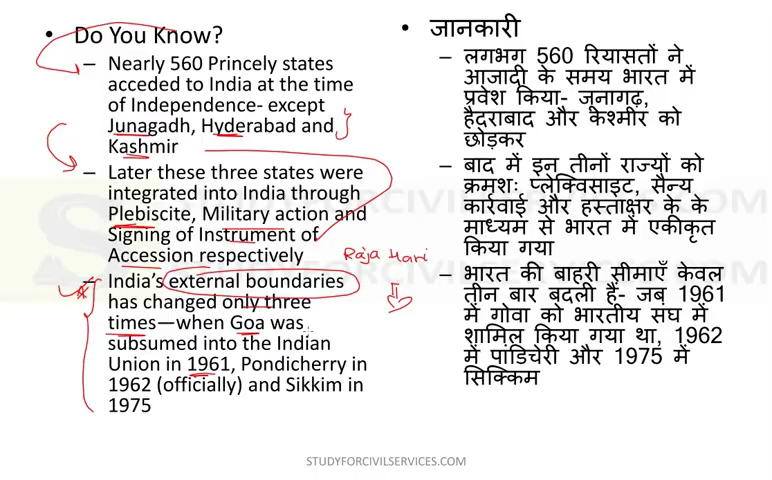 • Do You Know?
– Nearly 560 Princely states
acceded to India at the time
of Independence- except
Junagadh, Hyderabad and
Kashmir
– Later these three states were
integrated into India through
Plebiscite, Military action and
Signing of Instrument of
Accession respectively
Raja Hari
– India's external boundaries
has changed only three
times—when Goa was
subsumed into the Indian
Union in 1961, Pondicherry in
1962 (officially) and Sikkim in
1975
• जानकारी
– लगभग 560 रियासतों ने
आजादी के समय भारत में
प्रवेश किया- जूनागढ़,
हैदराबाद और कश्मीर को
छोड़कर
– बाद में इन तीनों राज्यों को
क्रमशः प्लेक्विसाइट, सैन्य
कार्रवाई और हस्ताक्षर के के
माध्यम से भारत में एकीकृत
किया गया
– भारत की बाहरी सीमाएँ केवल
तीन बार बदली हैं- जब 1961
में गोवा को भारतीय संघ में
शामिल किया गया था, 1962
में पांडिचेरी और 1975 में
सिक्किम
STUDYFORCIVILSERVICES.COM